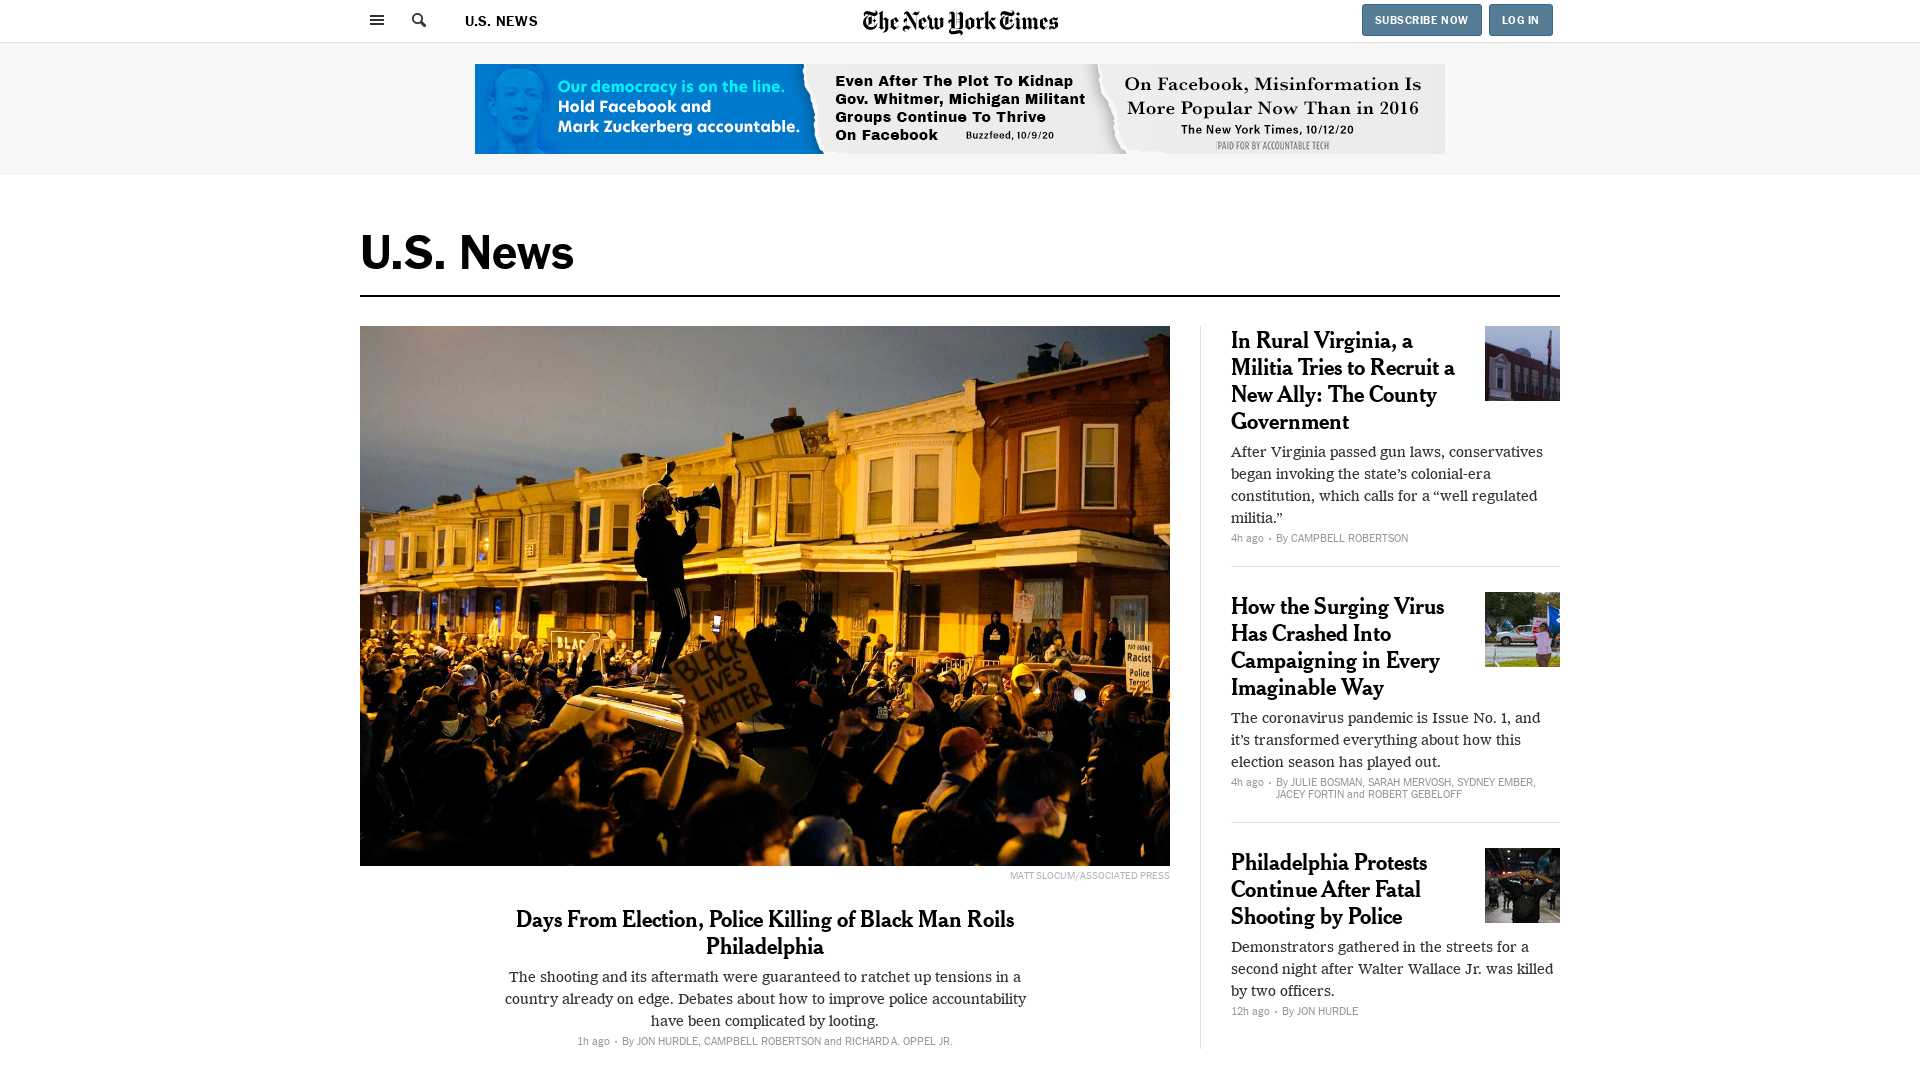 U.S. NEWS
The New York Times
SUBSCRIBE NOW
LOG IN
Our democracy is on the line.
Hold Facebook and
Mark Zuckerberg accountable.
Even After The Plot To Kidnap
Gov. Whitmer, Michigan Militant
Groups Continue To Thrive
On Facebook Buzzfeed, 10/9/20
On Facebook, Misinformation Is
More Popular Now Than in 2016
The New York Times, 10/12/20
PAID FOR BY ACCOUNTABLE TECH
U.S. News
BLAC
BLACK
LIVES
MATTER
NO MORE
Racist
Police
Terror
MATT SLOCUM/ASSOCIATED PRESS
Days From Election, Police Killing of Black Man Roils
Philadelphia
The shooting and its aftermath were guaranteed to ratchet up tensions in a
country already on edge. Debates about how to improve police accountability
have been complicated by looting.
1h ago · By JON HURDLE, CAMPBELL ROBERTSON and RICHARD A. OPPEL JR.
In Rural Virginia, a
Militia Tries to Recruit a
New Ally: The County
Government
After Virginia passed gun laws, conservatives
began invoking the state’s colonial-era
constitution, which calls for a “well regulated
militia.”
4h ago · By CAMPBELL ROBERTSON
How the Surging Virus
Has Crashed Into
Campaigning in Every
Imaginable Way
The coronavirus pandemic is Issue No. 1, and
it’s transformed everything about how this
election season has played out.
4h ago · By JULIE BOSMAN, SARAH MERVOSH, SYDNEY EMBER,
JACEY FORTIN and ROBERT GEBELOFF
Philadelphia Protests
Continue After Fatal
Shooting by Police
Demonstrators gathered in the streets for a
second night after Walter Wallace Jr. was killed
by two officers.
12h ago · By JON HURDLE